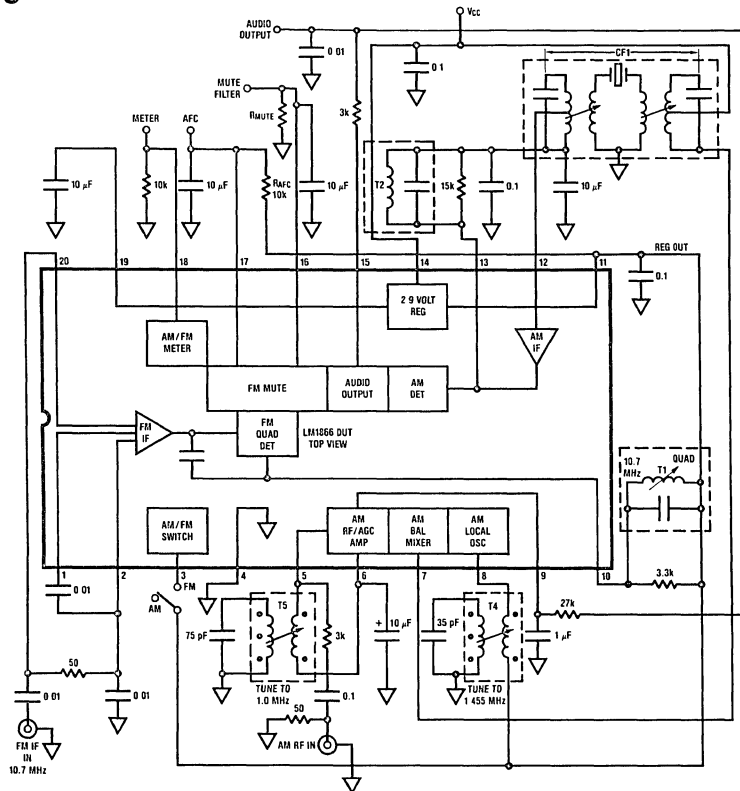 AUDIO OUTPUT
VCC
0 01
0 1
CF1
MUTE FILTER
RMUTE
3k
METER
AFC
10 µF
10k
10 µF
RAFC 10k
10 µF
T2
15k
0.1
10 µF
REG OUT
0.1
20
19
18
17
16
15
14
13
12
11
2 9 VOLT REG
AM IF
AM/FM METER
FM MUTE
AUDIO OUTPUT
AM DET
FM IF
FM QUAD DET
LM1866 DUT TOP VIEW
10.7 MHz
QUAD
T1
AM/FM SWITCH
AM RF/AGC AMP
AM BAL MIXER
AM LOCAL OSC
1
2
3
4
5
6
7
8
9
10
0 01
FM
AM
3.3k
T5
75 pF
3k
10 µF
+
T4
35 pF
27k
1 µF
50
TUNE TO 1.0 MHz
0.1
TUNE TO 1 455 MHz
0 01
0 01
50
FM IF IN 10.7 MHz
AM RF IN